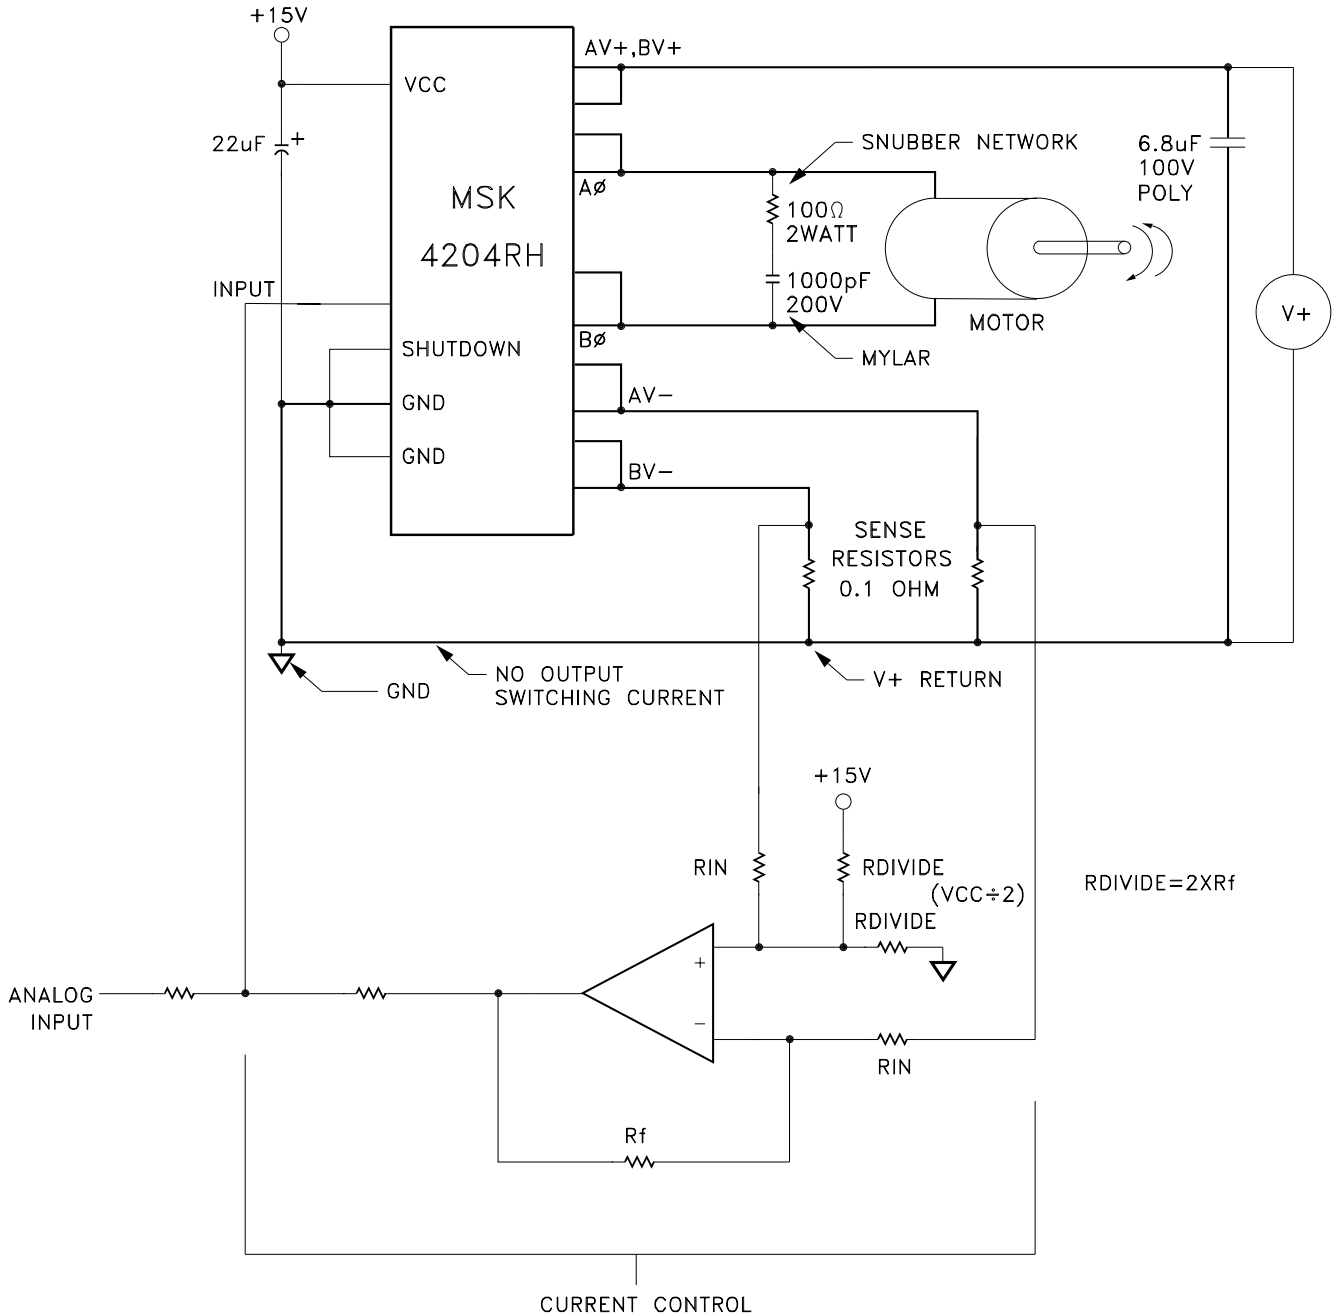 +15V
AV+,BV+
VCC
22uF
+
SNUBBER NETWORK
6.8uF
100V
POLY
MSK
4204RH
AØ
100Ω
2WATT
1000pF
200V
INPUT
V+
MOTOR
BØ
SHUTDOWN
MYLAR
AV−
GND
GND
BV−
SENSE
RESISTORS
0.1 OHM
NO OUTPUT
SWITCHING CURRENT
GND
V+ RETURN
+15V
RIN
RDIVIDE
(VCC÷2)
RDIVIDE=2XRf
RDIVIDE
+
ANALOG
INPUT
−
RIN
Rf
CURRENT CONTROL